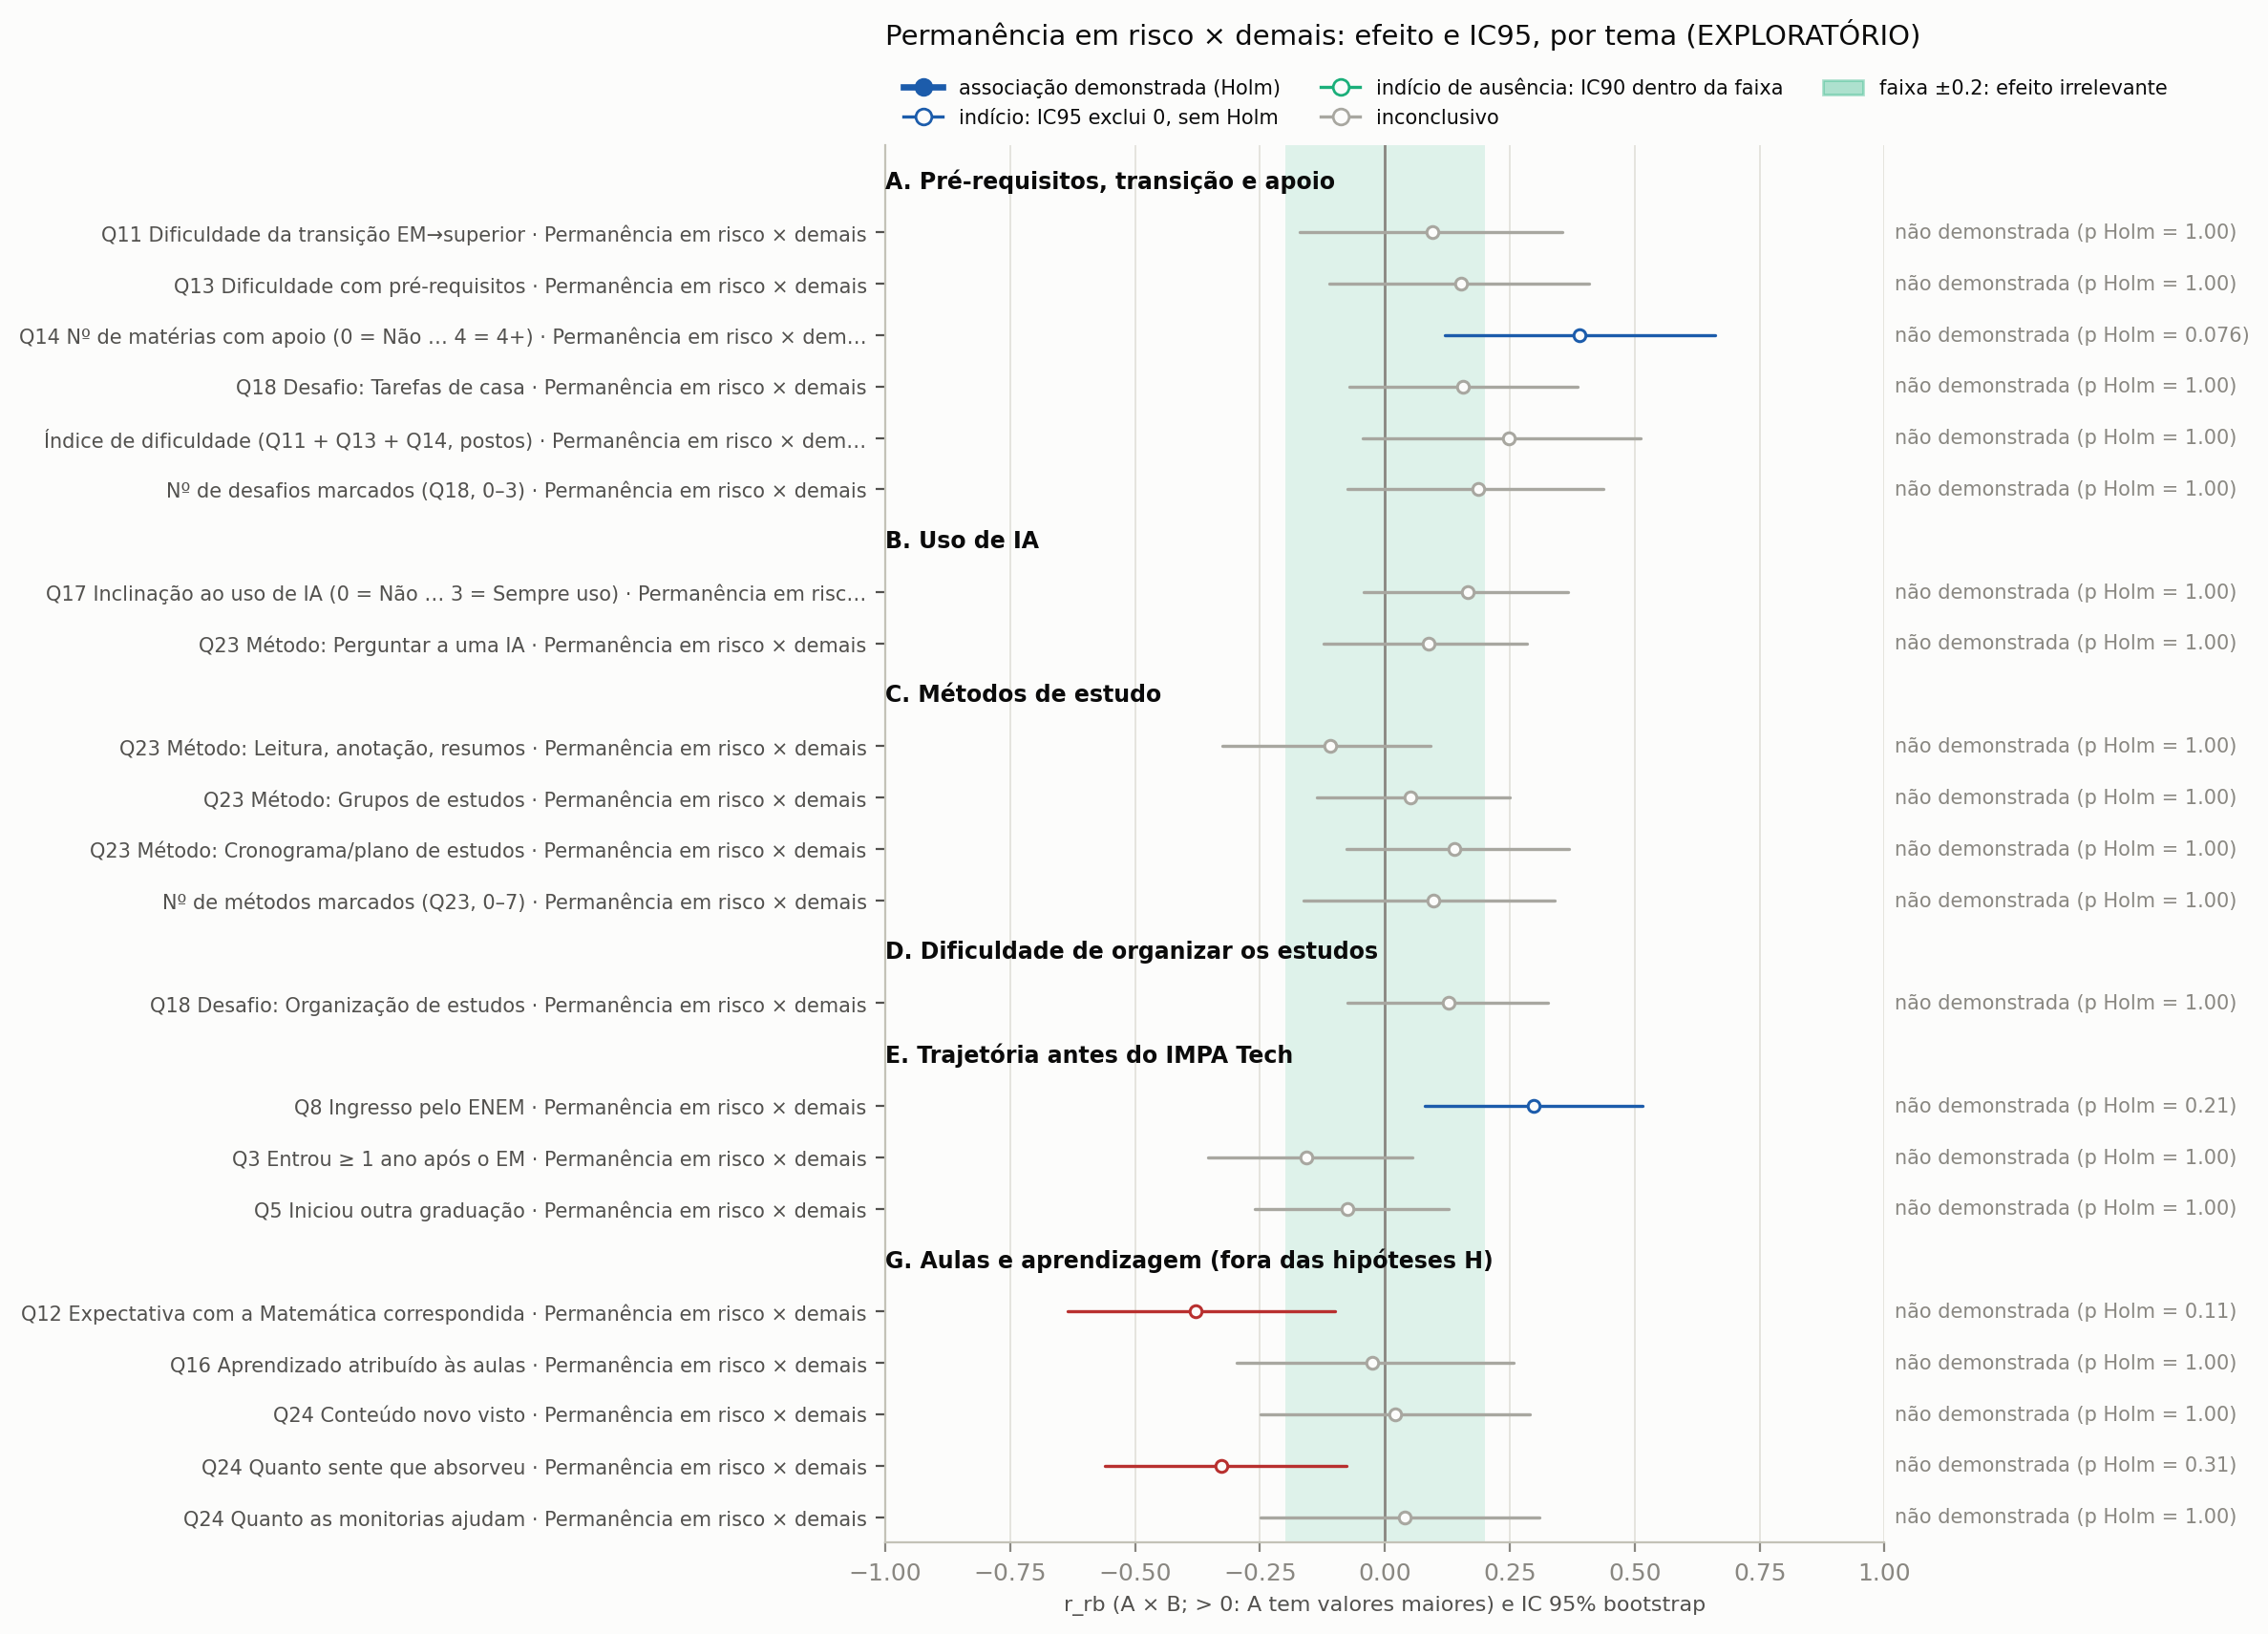 Permanência em risco × demais: efeito e IC95, por tema (EXPLORATÓRIO)
associação demonstrada (Holm)
indício: IC95 exclui 0, sem Holm
indício de ausência: IC90 dentro da faixa
inconclusivo
faixa ±0.2: efeito irrelevante
A. Pré-requisitos, transição e apoio
Q11 Dificuldade da transição EM→superior · Permanência em risco × demais
não demonstrada (p Holm = 1.00)
Q13 Dificuldade com pré-requisitos · Permanência em risco × demais
não demonstrada (p Holm = 1.00)
Q14 Nº de matérias com apoio (0 = Não … 4 = 4+) · Permanência em risco × dem…
não demonstrada (p Holm = 0.076)
Q18 Desafio: Tarefas de casa · Permanência em risco × demais
não demonstrada (p Holm = 1.00)
Índice de dificuldade (Q11 + Q13 + Q14, postos) · Permanência em risco × dem…
não demonstrada (p Holm = 1.00)
Nº de desafios marcados (Q18, 0–3) · Permanência em risco × demais
não demonstrada (p Holm = 1.00)
B. Uso de IA
Q17 Inclinação ao uso de IA (0 = Não … 3 = Sempre uso) · Permanência em risc…
não demonstrada (p Holm = 1.00)
Q23 Método: Perguntar a uma IA · Permanência em risco × demais
não demonstrada (p Holm = 1.00)
C. Métodos de estudo
Q23 Método: Leitura, anotação, resumos · Permanência em risco × demais
não demonstrada (p Holm = 1.00)
Q23 Método: Grupos de estudos · Permanência em risco × demais
não demonstrada (p Holm = 1.00)
Q23 Método: Cronograma/plano de estudos · Permanência em risco × demais
não demonstrada (p Holm = 1.00)
Nº de métodos marcados (Q23, 0–7) · Permanência em risco × demais
não demonstrada (p Holm = 1.00)
D. Dificuldade de organizar os estudos
Q18 Desafio: Organização de estudos · Permanência em risco × demais
não demonstrada (p Holm = 1.00)
E. Trajetória antes do IMPA Tech
Q8 Ingresso pelo ENEM · Permanência em risco × demais
não demonstrada (p Holm = 0.21)
Q3 Entrou ≥ 1 ano após o EM · Permanência em risco × demais
não demonstrada (p Holm = 1.00)
Q5 Iniciou outra graduação · Permanência em risco × demais
não demonstrada (p Holm = 1.00)
G. Aulas e aprendizagem (fora das hipóteses H)
Q12 Expectativa com a Matemática correspondida · Permanência em risco × demais
não demonstrada (p Holm = 0.11)
Q16 Aprendizado atribuído às aulas · Permanência em risco × demais
não demonstrada (p Holm = 1.00)
Q24 Conteúdo novo visto · Permanência em risco × demais
não demonstrada (p Holm = 1.00)
Q24 Quanto sente que absorveu · Permanência em risco × demais
não demonstrada (p Holm = 0.31)
Q24 Quanto as monitorias ajudam · Permanência em risco × demais
não demonstrada (p Holm = 1.00)
−1.00 −0.75 −0.50 −0.25 0.00 0.25 0.50 0.75 1.00
r_rb (A × B; > 0: A tem valores maiores) e IC 95% bootstrap